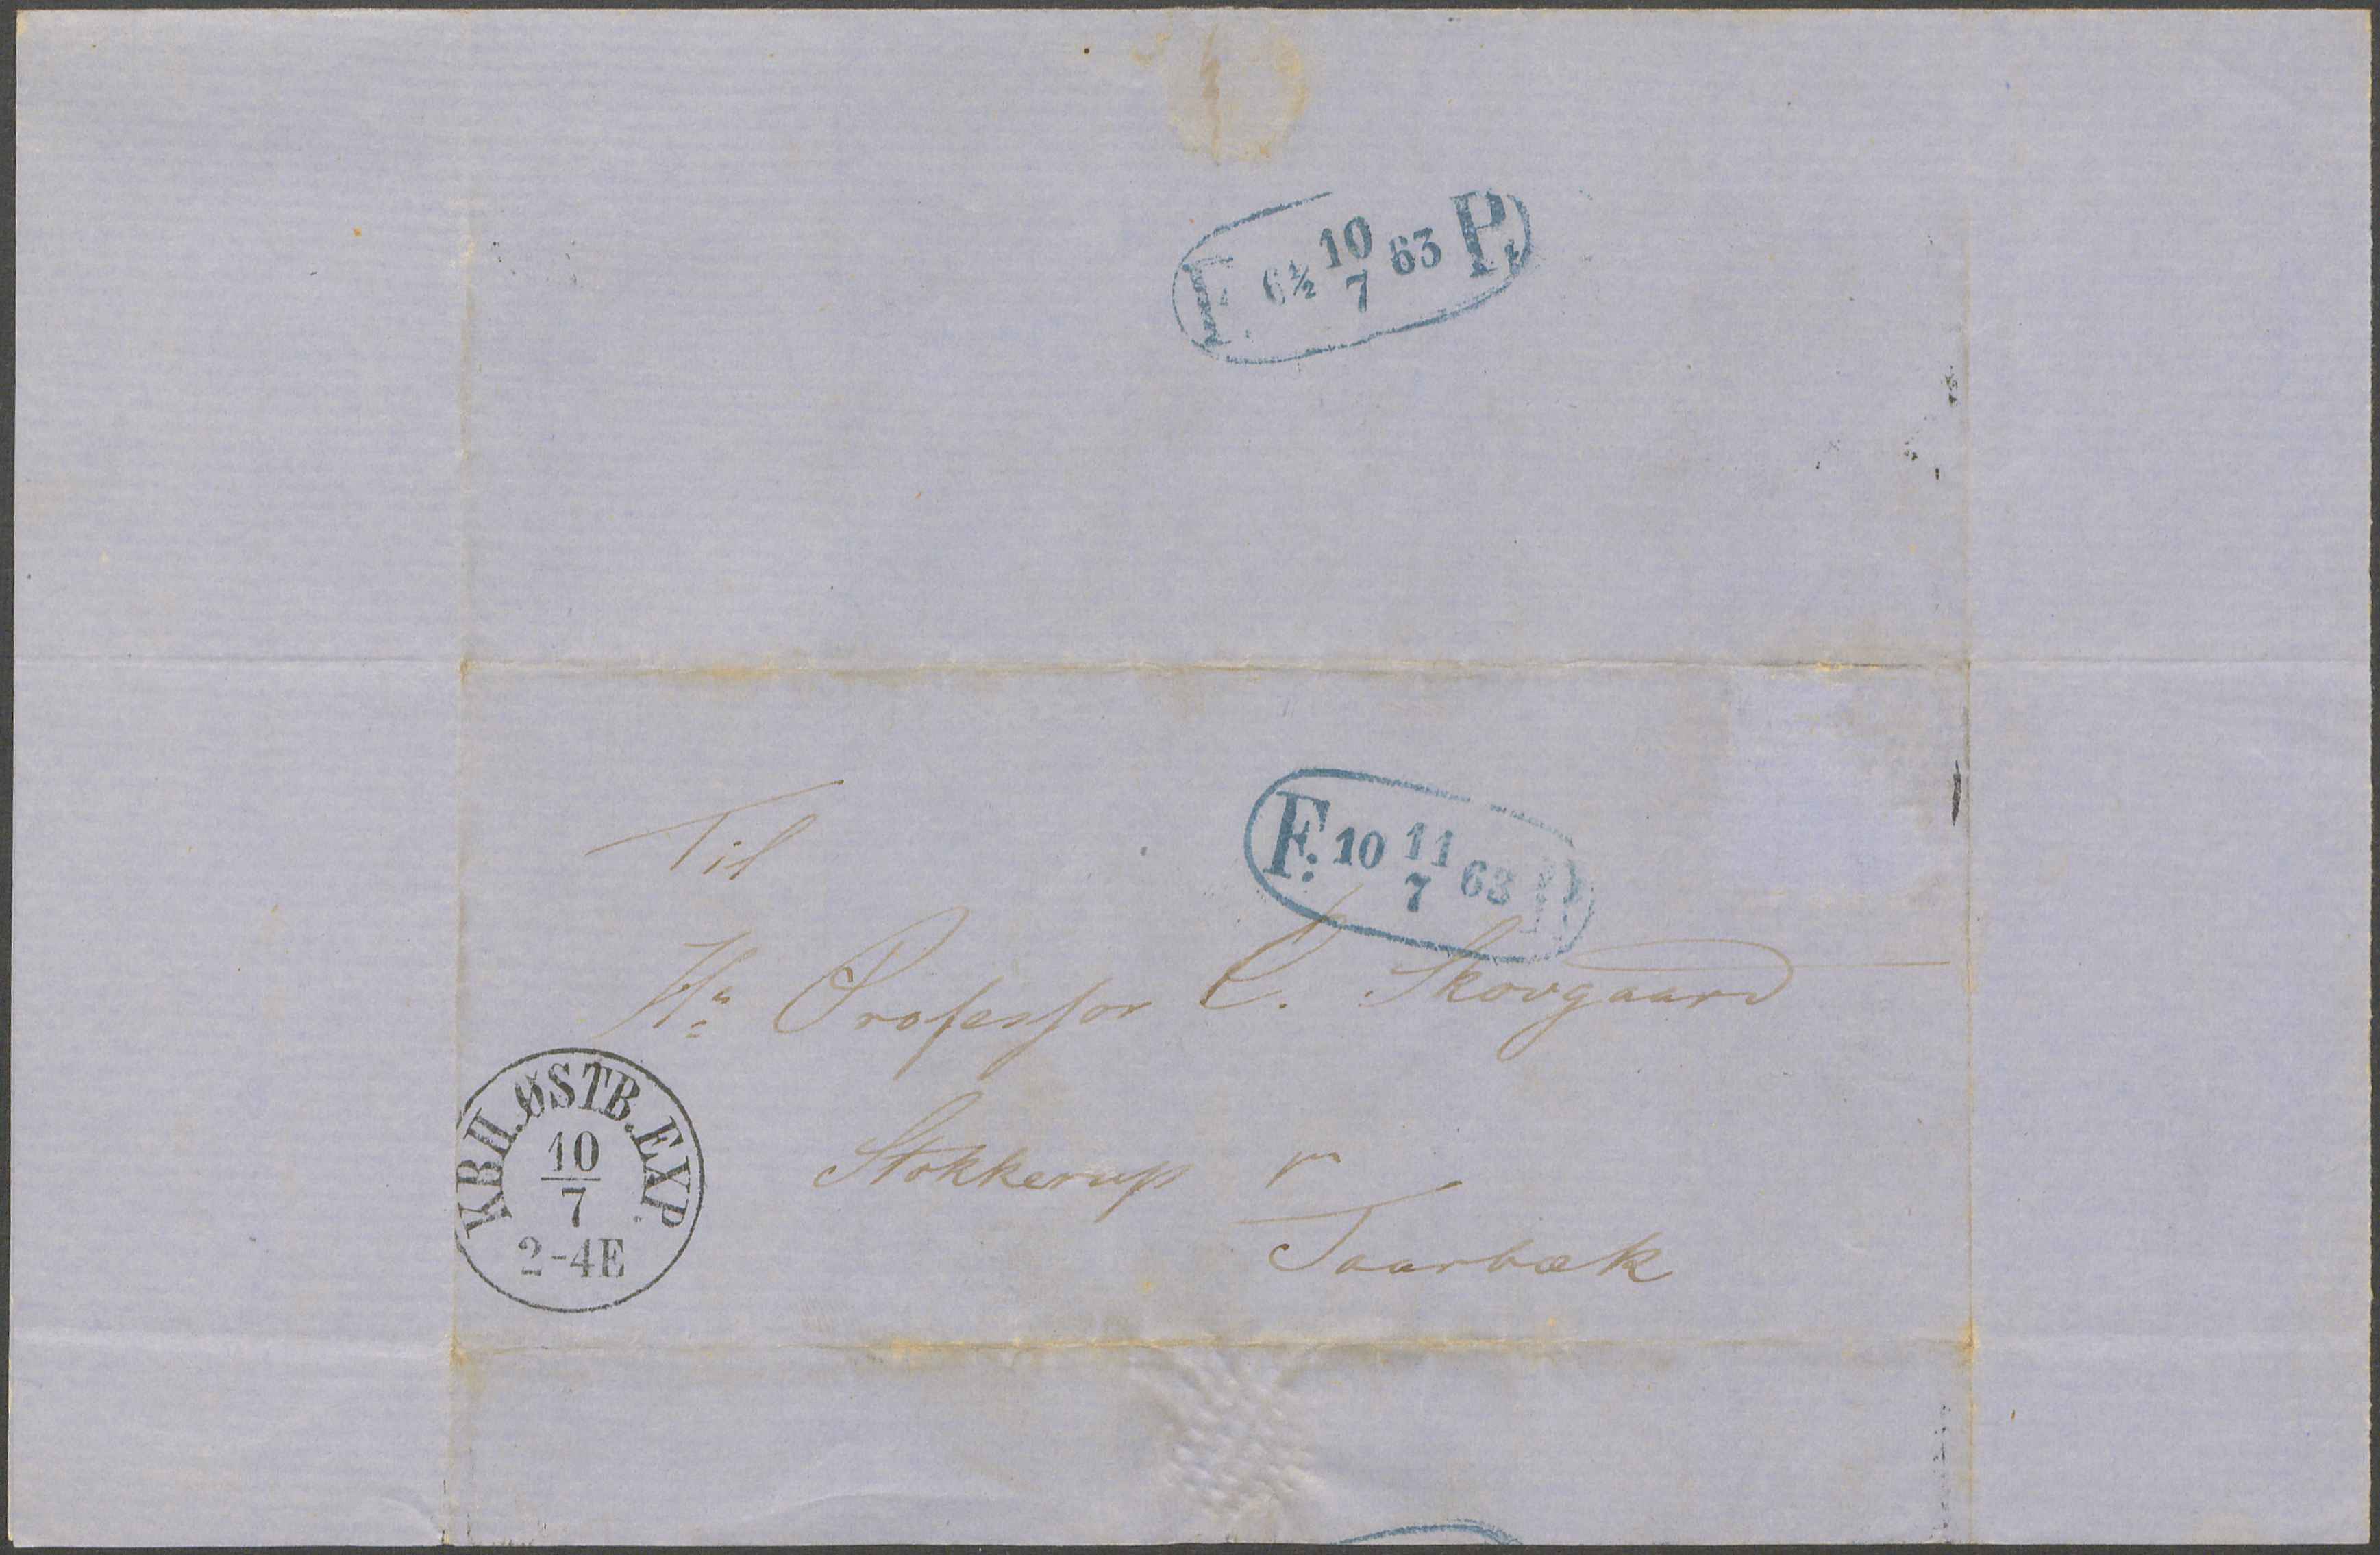 F. 6½ 10/7 63 P.
F. 10 11/7 63 P.
Til
Hr Professor C. Skovgaard
KBH. ØSTB. EXP.
10
7
2-4E
Stokkerup v
Taarbæk